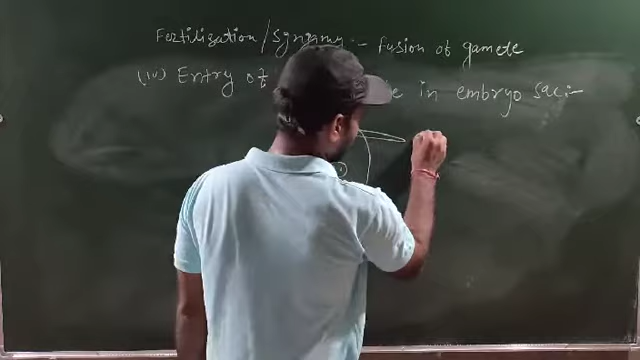 Fertilization/Syngamy - fusion of gamete
(iv) Entry of e in embryo sac:-